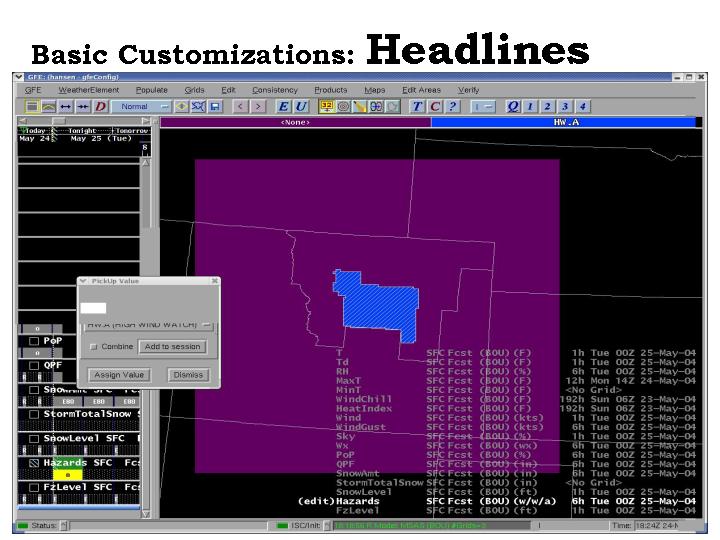 Basic Customizations: Headlines
GFE: (hansen - gfeConfig)
GFE WeatherElement Populate Grids Edit Consistency Products Maps Edit Areas Verify
D Normal < > E U 32 T C ? Q 1 2 3 4
<None> HW.A
Today Tonight Tomorrow
May 24 May 25 (Tue)
PickUp Value
HW.A (HIGH WIND WATCH)
Combine Add to session
Assign Value Dismiss
PoP
QPF
SnowAmt SFC
StormTotalSnow S
SnowLevel SFC
Hazards SFC Fcs
FzLevel SFC
T SFC Fcst (BOU) (F) 1h Tue 00Z 25-May-04
Td SFC Fcst (BOU) (F) 1h Tue 00Z 25-May-04
RH SFC Fcst (BOU) (%) 6h Tue 00Z 25-May-04
MaxT SFC Fcst (BOU) (F) 12h Mon 14Z 24-May-04
MinT SFC Fcst (BOU) (F) <No Grid>
WindChill SFC Fcst (BOU) (F) 192h Sun 06Z 23-May-04
HeatIndex SFC Fcst (BOU) (F) 192h Sun 06Z 23-May-04
Wind SFC Fcst (BOU) (kts) 1h Tue 00Z 25-May-04
WindGust SFC Fcst (BOU) (kts) 6h Tue 00Z 25-May-04
Sky SFC Fcst (BOU) (%) 1h Tue 00Z 25-May-04
Wx SFC Fcst (BOU) (wx) 6h Tue 00Z 25-May-04
PoP SFC Fcst (BOU) (%) 6h Tue 00Z 25-May-04
QPF SFC Fcst (BOU) (in) 6h Tue 00Z 25-May-04
SnowAmt SFC Fcst (BOU) (in) 6h Tue 00Z 25-May-04
StormTotalSnow SFC Fcst (BOU) (in) <No Grid>
SnowLevel SFC Fcst (BOU) (ft) 1h Tue 00Z 25-May-04
(edit) Hazards SFC Fcst (BOU) (w/w/a) 6h Tue 00Z 25-May-04
FzLevel SFC Fcst (BOU) (ft) 1h Tue 00Z 25-May-04
Status: ISC/Init: 18:18:56 R Model: MSAS (BOU) #Grids=3 Time: 18:24Z 24-M